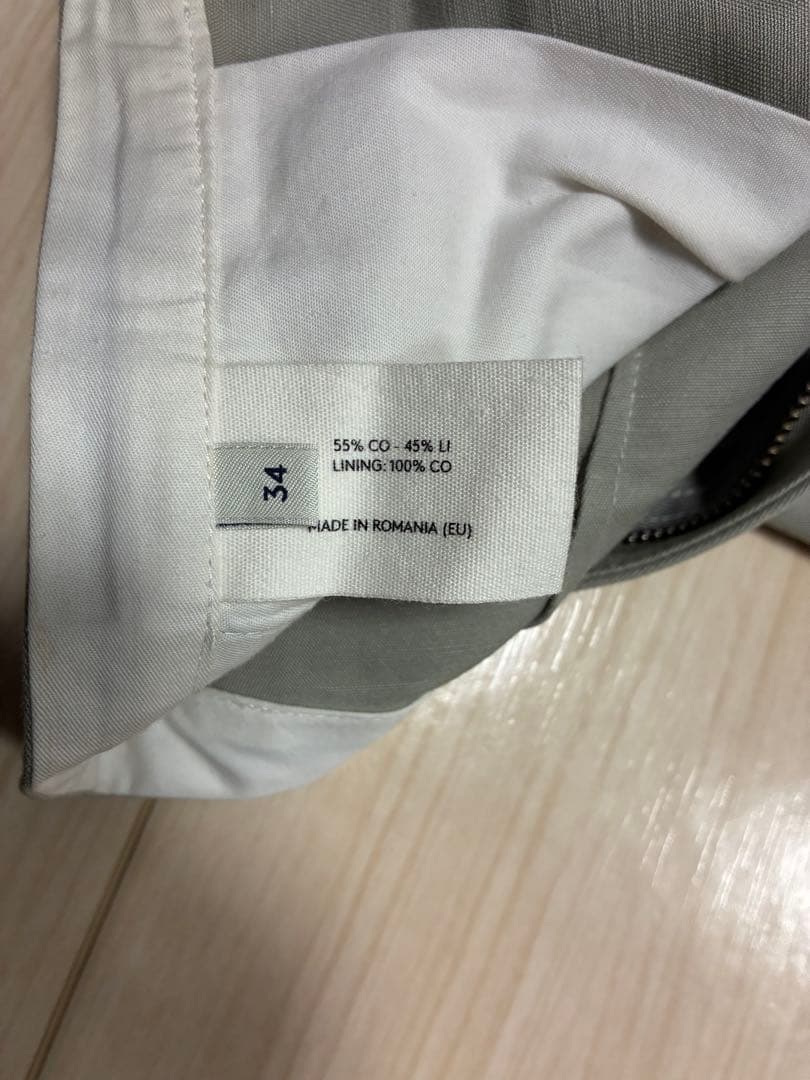 55% CO - 45% LI
LINING: 100% CO
34
MADE IN ROMANIA (EU)